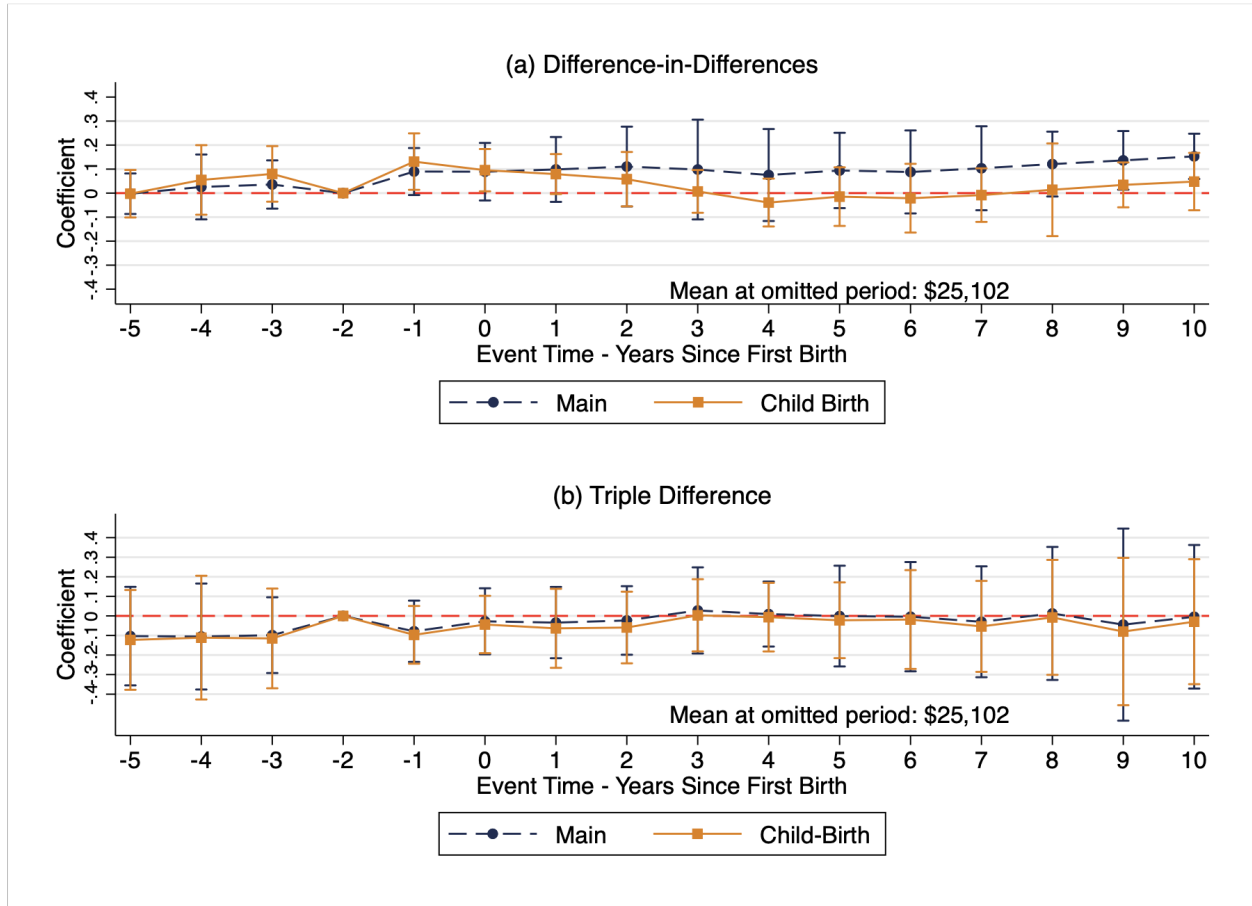 (a) Difference-in-Differences
Coefficient
.4
.3
.2
.1
0
-.1
-.2
-.3
-.4
Mean at omitted period: $25,102
-5 -4 -3 -2 -1 0 1 2 3 4 5 6 7 8 9 10
Event Time - Years Since First Birth
Main Child Birth
(b) Triple Difference
Coefficient
.4
.3
.2
.1
0
-.1
-.2
-.3
-.4
Mean at omitted period: $25,102
-5 -4 -3 -2 -1 0 1 2 3 4 5 6 7 8 9 10
Event Time - Years Since First Birth
Main Child-Birth